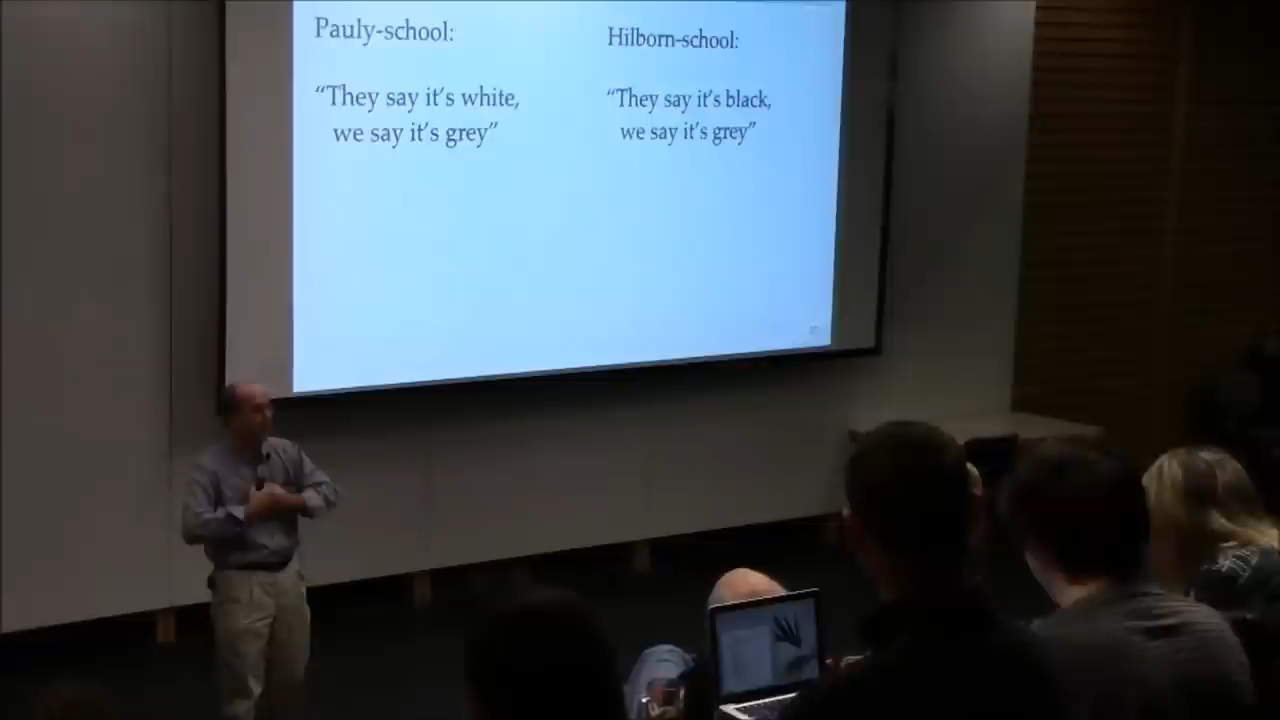 Pauly-school:
"They say it's white,
we say it's grey"
Hilborn-school:
"They say it's black,
we say it's grey"